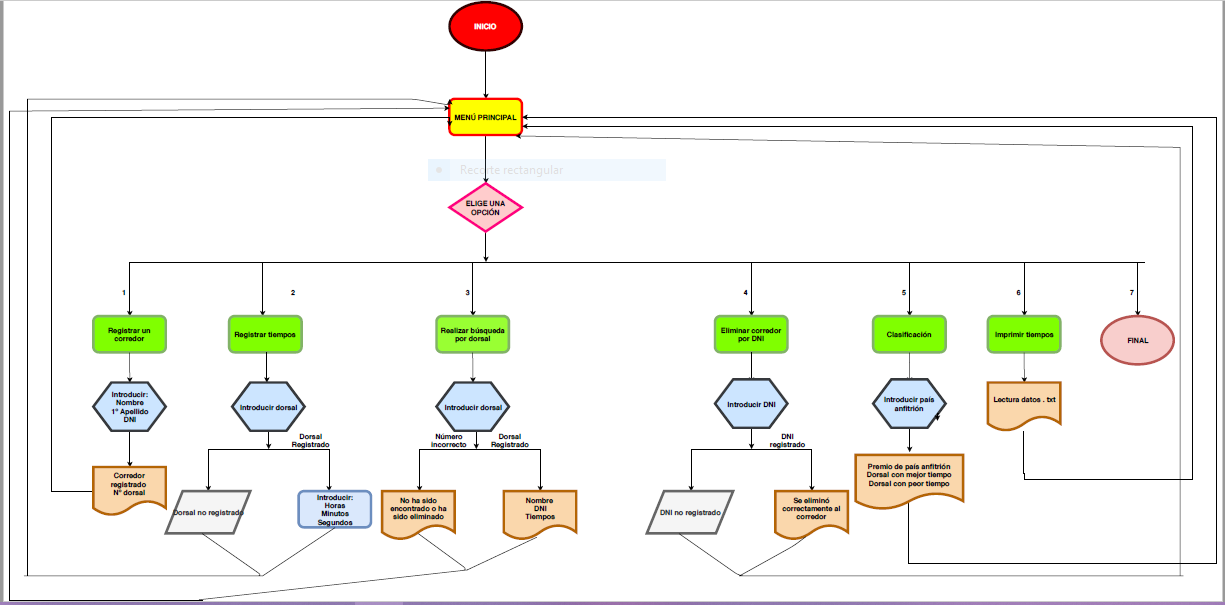 INICIO
MENÚ PRINCIPAL
Recorte rectangular
ELIGE UNA
OPCIÓN
1
2
3
4
5
6
7
Registrar un
corredor
Registrar tiempos
Realizar búsqueda
por dorsal
Eliminar corredor
por DNI
Clasificación
Imprimir tiempos
FINAL
Introducir:
Nombre
1º Apellido
DNI
Introducir dorsal
Introducir dorsal
Introducir DNI
Introducir país
anfitrión
Lectura datos . txt
Dorsal
Registrado
Número
incorrecto
Dorsal
Registrado
DNI
registrado
Corredor
registrado
Nº dorsal
Dorsal no registrado
Introducir:
Horas
Minutos
Segundos
No ha sido
encontrado o ha
sido eliminado
Nombre
DNI
Tiempos
DNI no registrado
Se eliminó
correctamente al
corredor
Premio de país anfitrión
Dorsal con mejor tiempo
Dorsal con peor tiempo